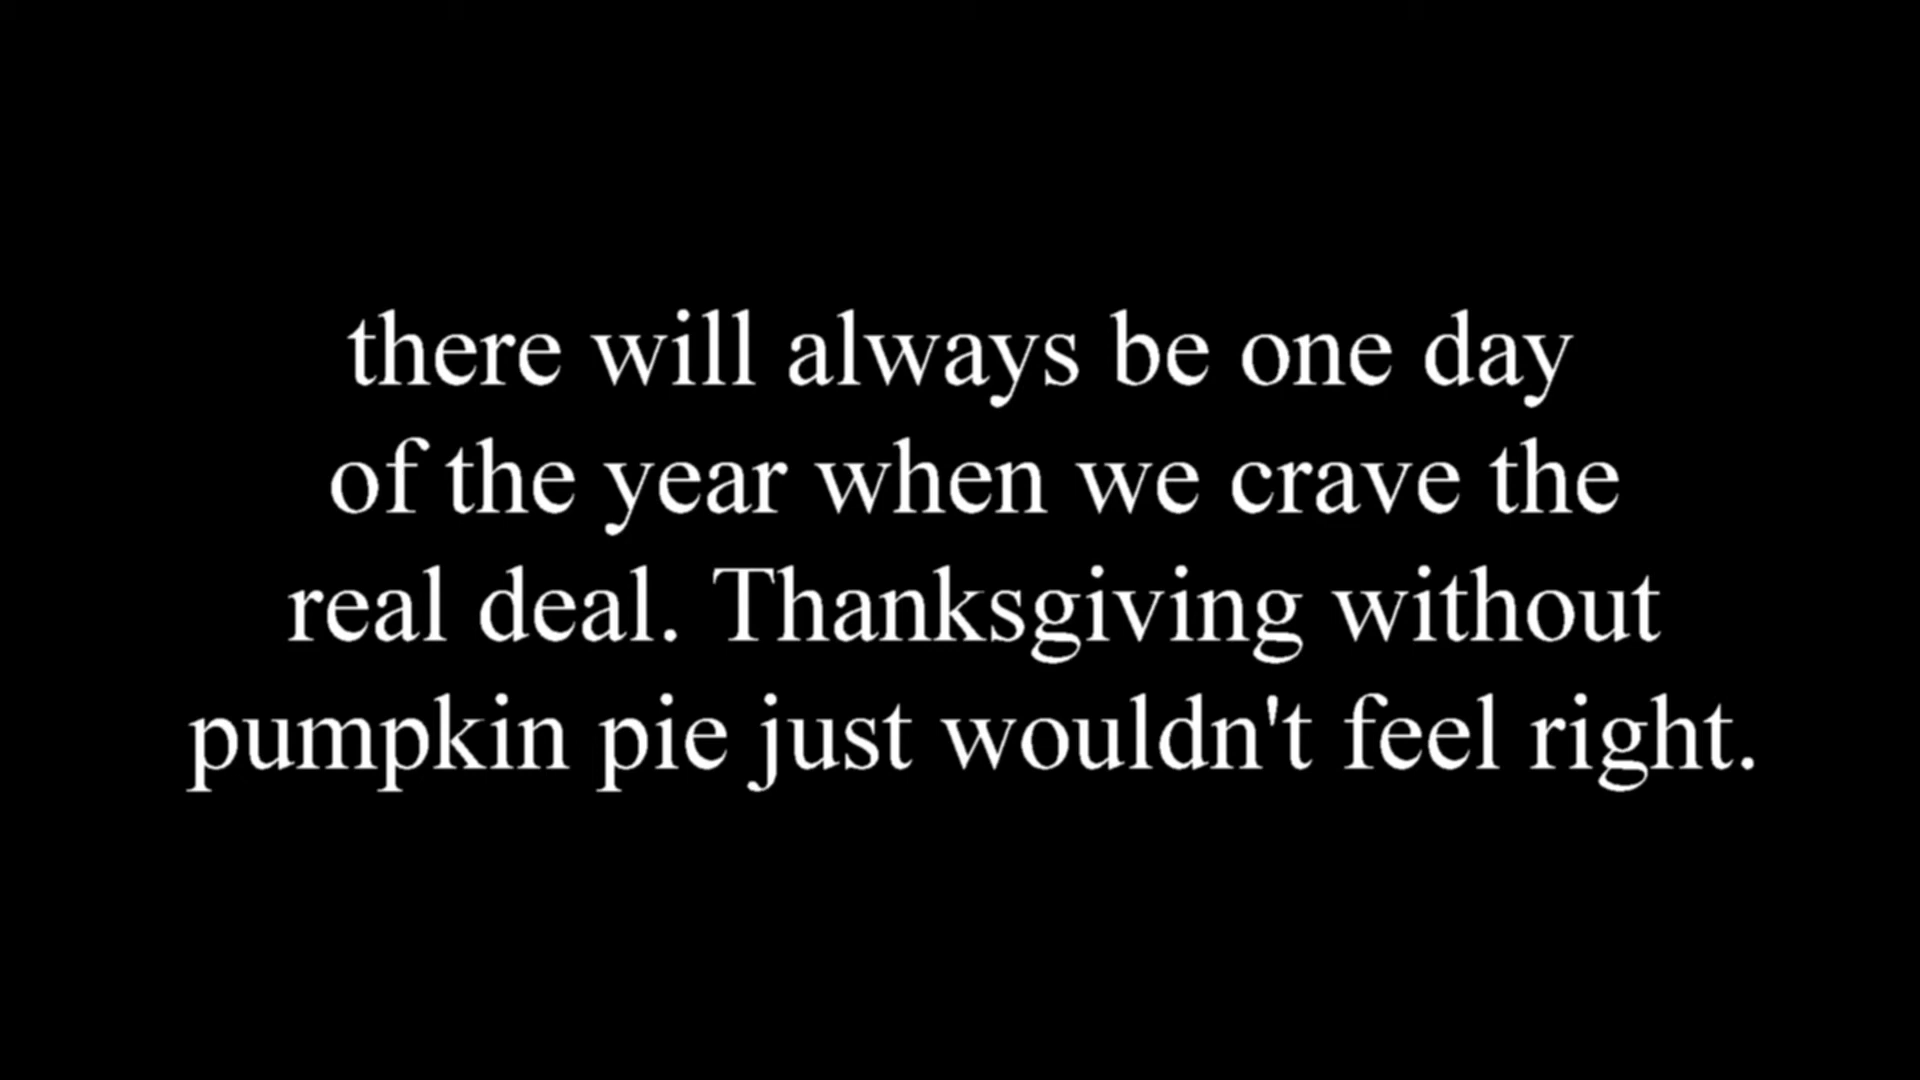 there will always be one day
of the year when we crave the
real deal. Thanksgiving without
pumpkin pie just wouldn't feel right.